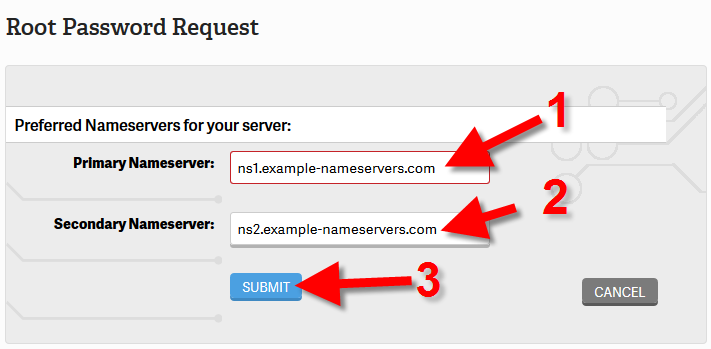 Root Password Request
1
Preferred Nameservers for your server:
Primary Nameserver:
ns1.example-nameservers.com
2
Secondary Nameserver:
ns2.example-nameservers.com
SUBMIT
3
CANCEL